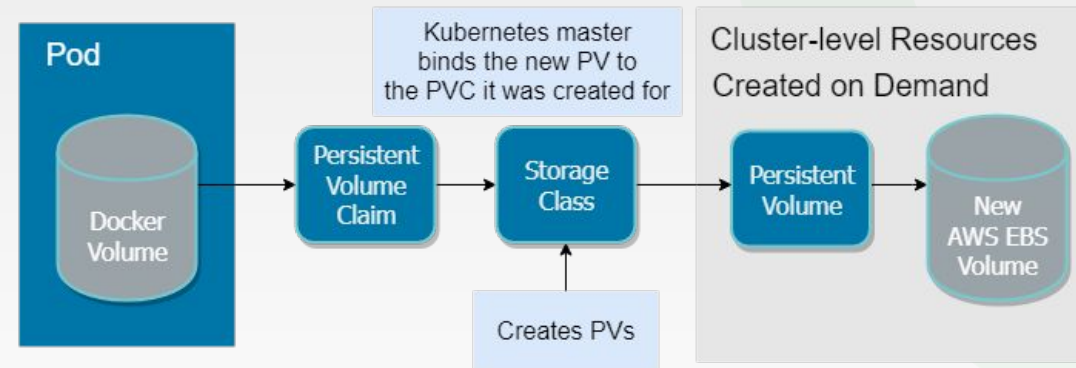 Pod
Docker
Volume
Persistent
Volume
Claim
Kubernetes master
binds the new PV to
the PVC it was created for
Storage
Class
Creates PVs
Cluster-level Resources
Created on Demand
Persistent
Volume
New
AWS EBS
Volume